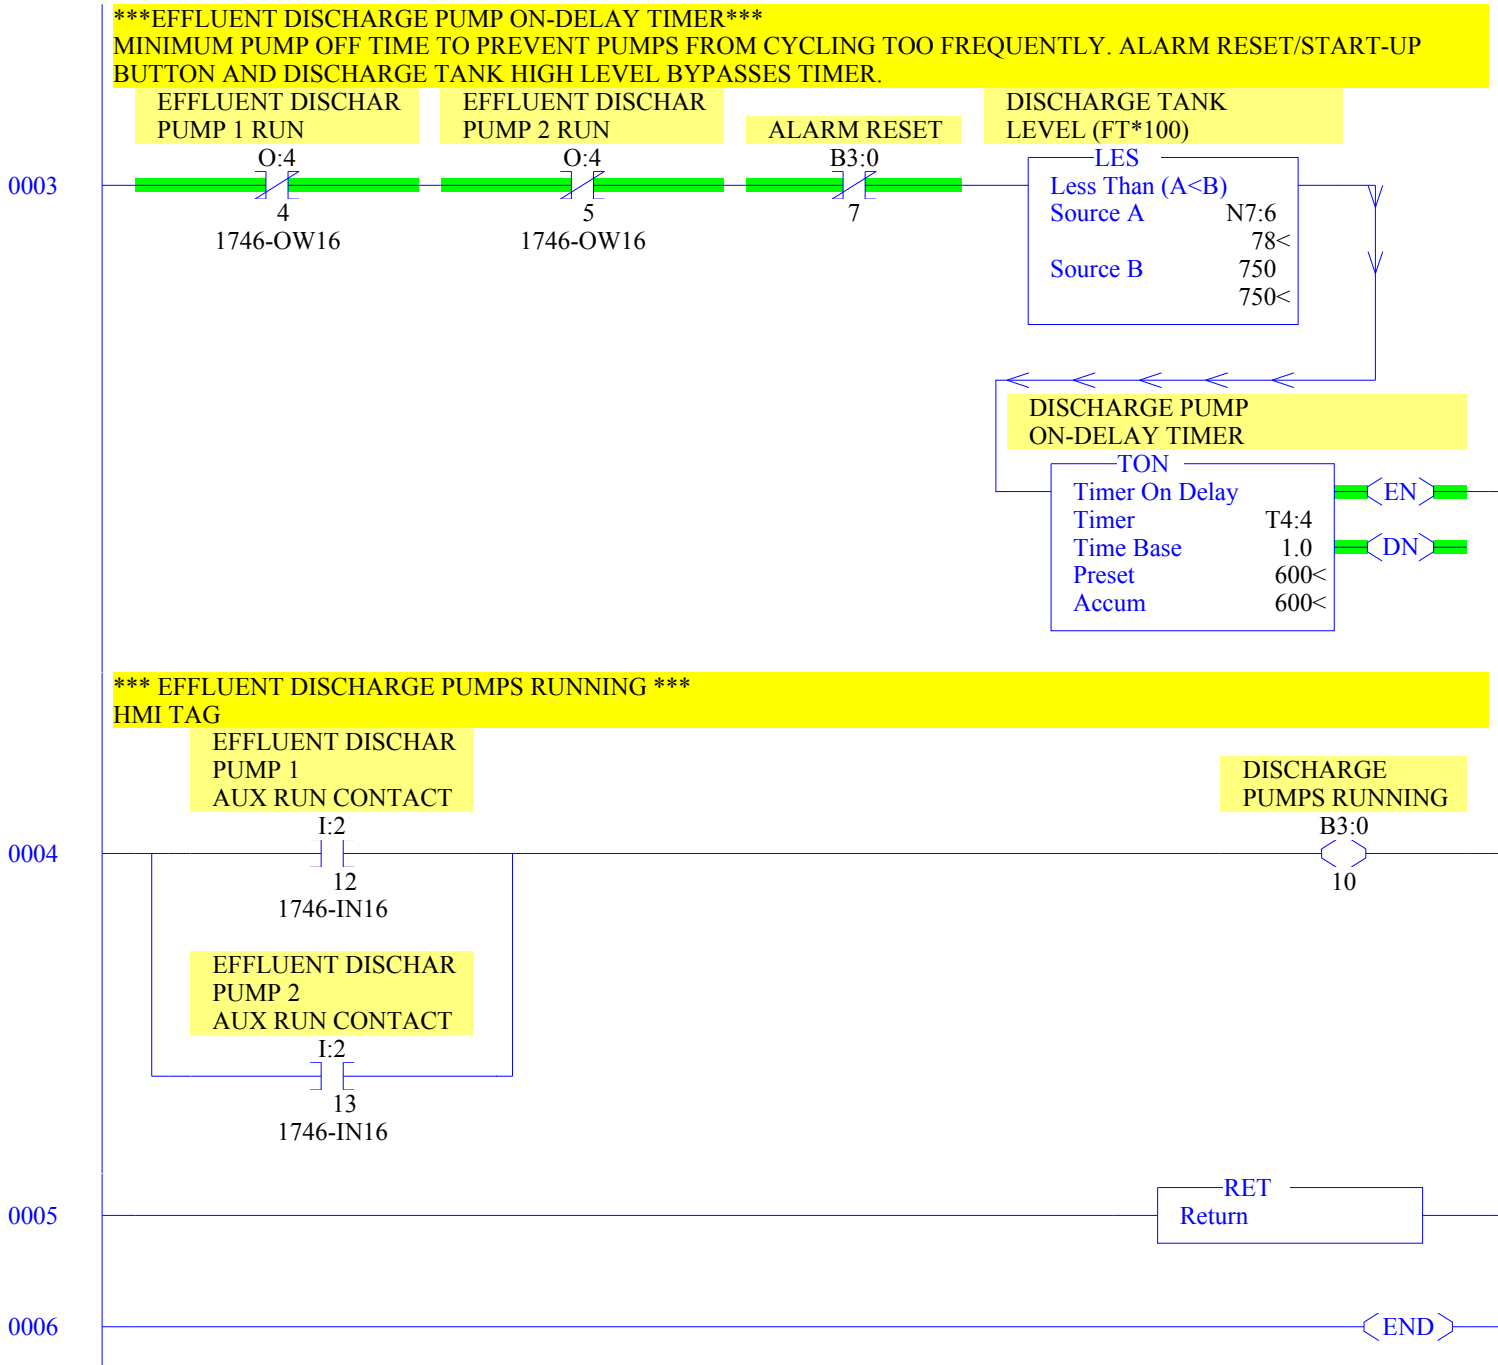 ***EFFLUENT DISCHARGE PUMP ON-DELAY TIMER***
MINIMUM PUMP OFF TIME TO PREVENT PUMPS FROM CYCLING TOO FREQUENTLY. ALARM RESET/START-UP
BUTTON AND DISCHARGE TANK HIGH LEVEL BYPASSES TIMER.
EFFLUENT DISCHAR
PUMP 1 RUN
O:4
4
1746-OW16
EFFLUENT DISCHAR
PUMP 2 RUN
O:4
5
1746-OW16
ALARM RESET
B3:0
7
DISCHARGE TANK
LEVEL (FT*100)
LES
Less Than (A<B)
Source A N7:6
78<
Source B 750
750<
0003
DISCHARGE PUMP
ON-DELAY TIMER
TON
Timer On Delay
Timer T4:4
Time Base 1.0
Preset 600<
Accum 600<
EN
DN
*** EFFLUENT DISCHARGE PUMPS RUNNING ***
HMI TAG
EFFLUENT DISCHAR
PUMP 1
AUX RUN CONTACT
I:2
12
1746-IN16
DISCHARGE
PUMPS RUNNING
B3:0
10
0004
EFFLUENT DISCHAR
PUMP 2
AUX RUN CONTACT
I:2
13
1746-IN16
0005
RET
Return
0006
END